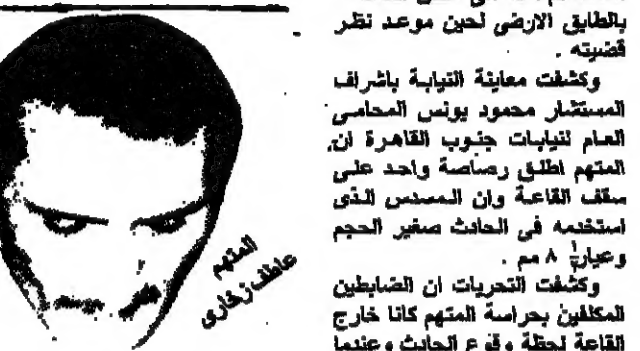 بالطابق الارضى لحين موعد نظر
قضيته .
وكشفت معاينة النيابة باشراف
المستشار محمود يونس المحامى
العام لنيابات جنوب القاهرة ان
المتهم اطلق رصاصة واحد على
سقف القاعة وان المسدس الذى
استخدمه فى الحادث صغير الحجم
وعياره ٨ مم .
وكشفت التحريات ان الضابطين
المكلفين بحراسة المتهم كانا خارج
القاعة لحظة وقوع الحادث وعندما
المتهم
عاطف زخارى